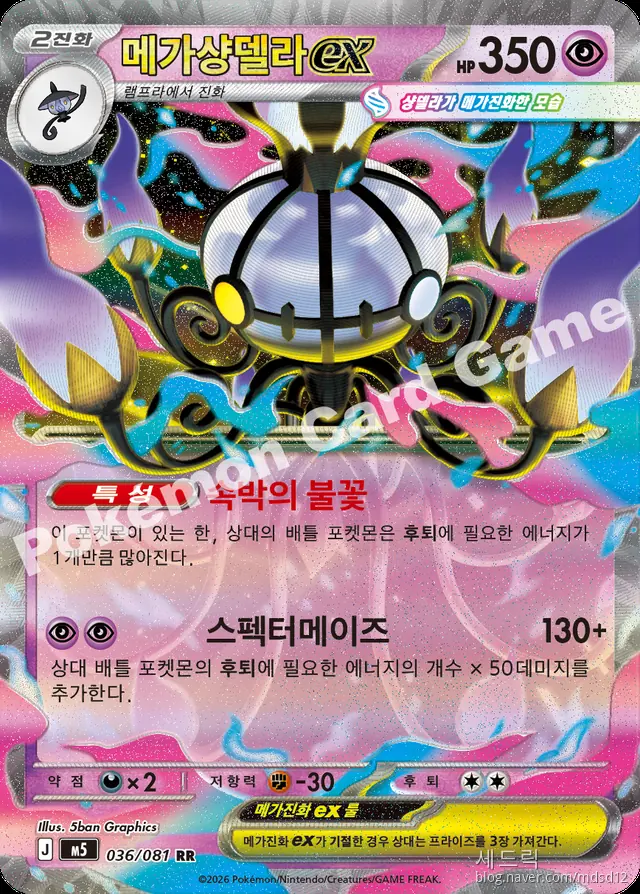 2진화
메가샹델라 ex
HP 350
램프라에서 진화
샹델라가 메가진화한 모습
Pokémon Card Game
특성 속박의 불꽃
이 포켓몬이 있는 한, 상대의 배틀 포켓몬은 후퇴에 필요한 에너지가
1개만큼 많아진다.
스펙터메이즈 130+
상대 배틀 포켓몬의 후퇴에 필요한 에너지의 개수 × 50데미지를
추가한다.
약점 ×2 저항력 -30 후퇴
메가진화 ex 룰
메가진화 ex가 기절한 경우 상대는 프라이즈를 3장 가져간다.
Illus. 5ban Graphics
J m5 036/081 RR
©2026 Pokémon/Nintendo/Creatures/GAME FREAK.
세드릭
blog.naver.com/mdsd12